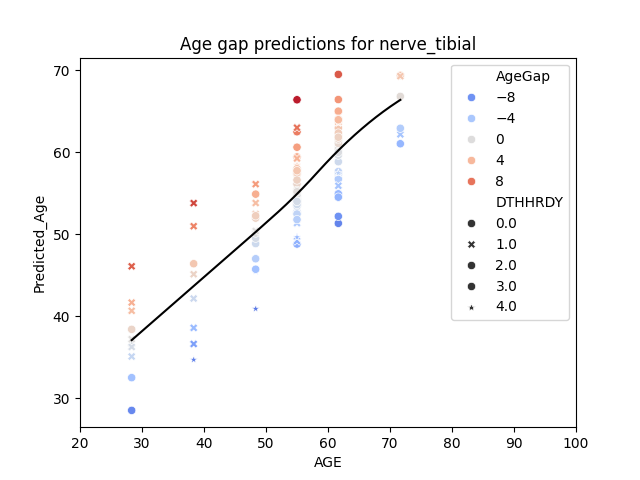 Age gap predictions for nerve_tibial
Predicted_Age
70
60
50
40
30
20 30 40 50 60 70 80 90 100
AGE
AgeGap
−8
−4
0
4
8
DTHHRDY
0.0
1.0
2.0
3.0
4.0